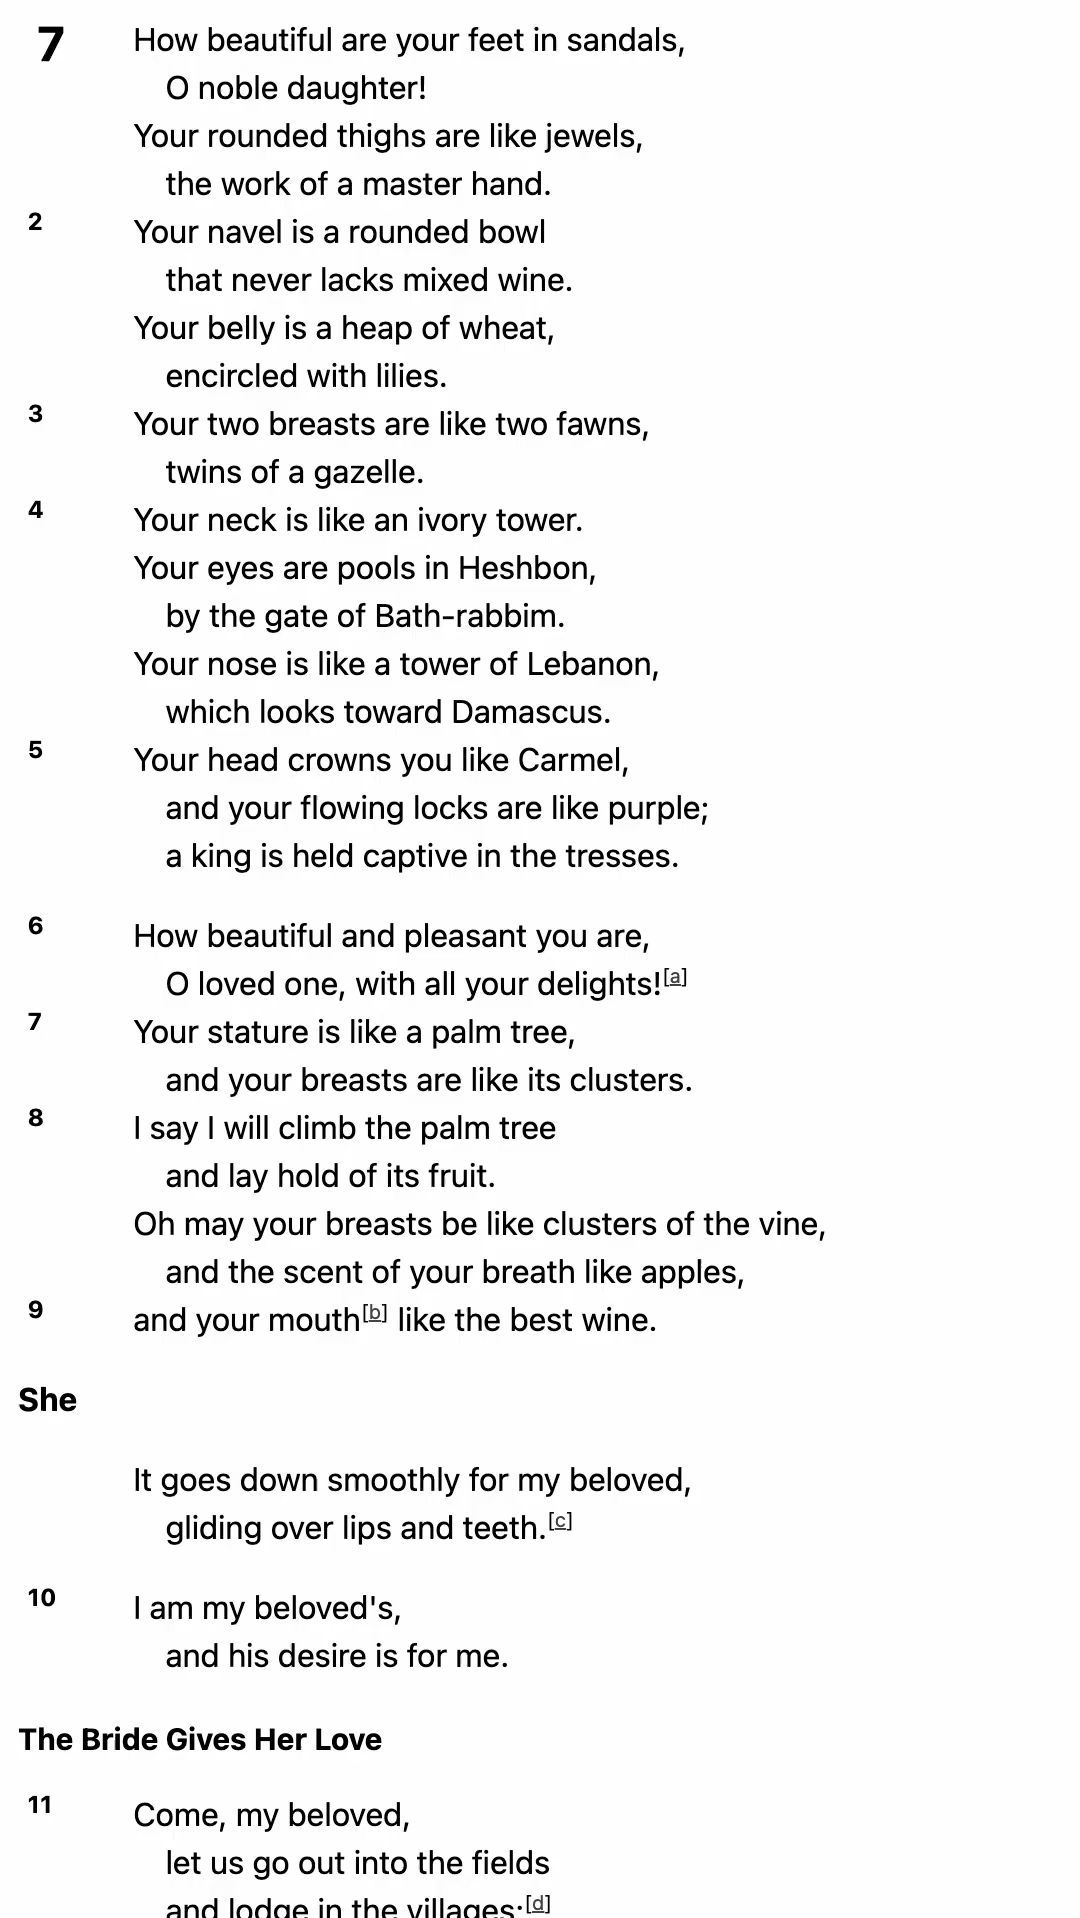 7 How beautiful are your feet in sandals,
O noble daughter!
Your rounded thighs are like jewels,
the work of a master hand.
2 Your navel is a rounded bowl
that never lacks mixed wine.
Your belly is a heap of wheat,
encircled with lilies.
3 Your two breasts are like two fawns,
twins of a gazelle.
4 Your neck is like an ivory tower.
Your eyes are pools in Heshbon,
by the gate of Bath-rabbim.
Your nose is like a tower of Lebanon,
which looks toward Damascus.
5 Your head crowns you like Carmel,
and your flowing locks are like purple;
a king is held captive in the tresses.
6 How beautiful and pleasant you are,
O loved one, with all your delights![a]
7 Your stature is like a palm tree,
and your breasts are like its clusters.
8 I say I will climb the palm tree
and lay hold of its fruit.
Oh may your breasts be like clusters of the vine,
and the scent of your breath like apples,
9 and your mouth[b] like the best wine.
She
It goes down smoothly for my beloved,
gliding over lips and teeth.[c]
10 I am my beloved's,
and his desire is for me.
The Bride Gives Her Love
11 Come, my beloved,
let us go out into the fields
and lodge in the villages;[d]